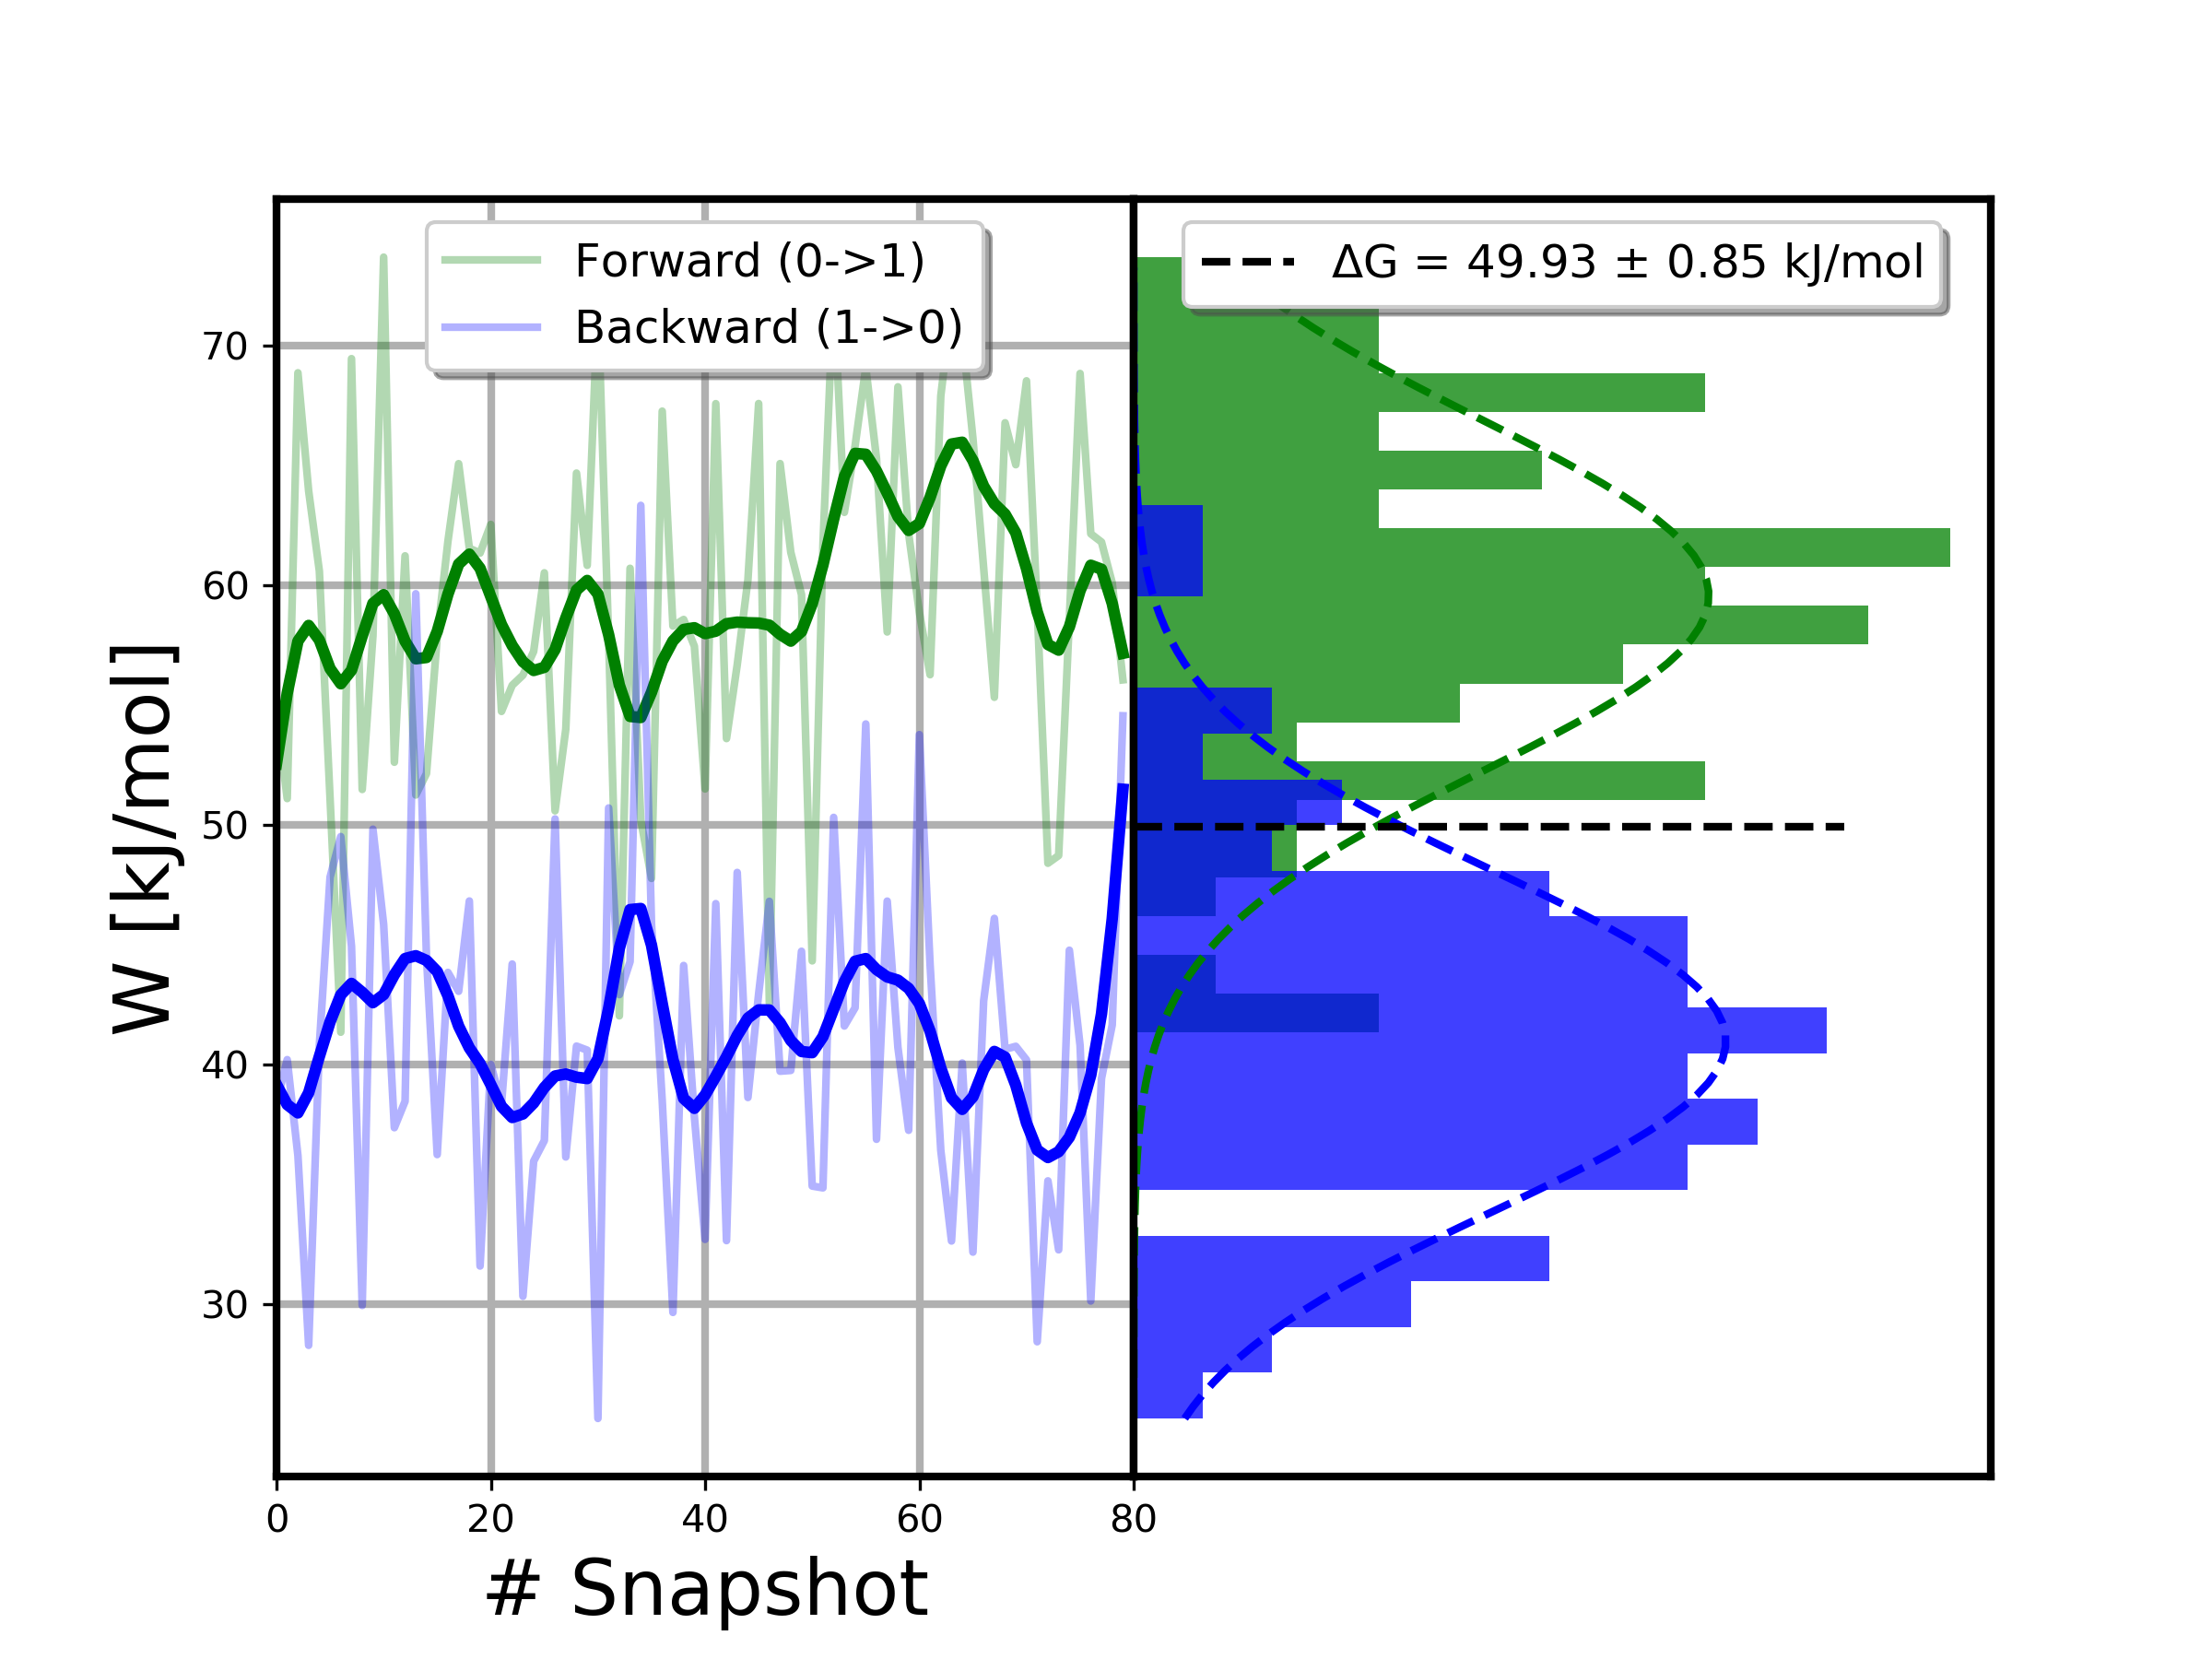 Forward (0->1)
Backward (1->0)
ΔG = 49.93 ± 0.85 kJ/mol
W [kJ/mol]
70
60
50
40
30
0 20 40 60 80
# Snapshot